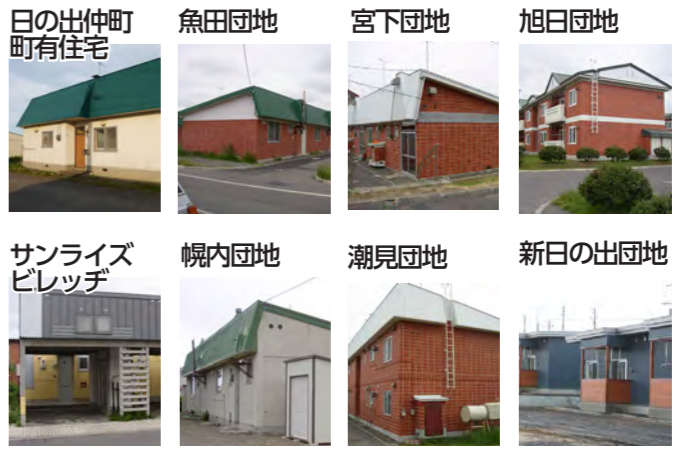 日の出仲町
町有住宅
魚田団地
宮下団地
旭日団地
サンライズ
ビレッヂ
幌内団地
潮見団地
新日の出団地